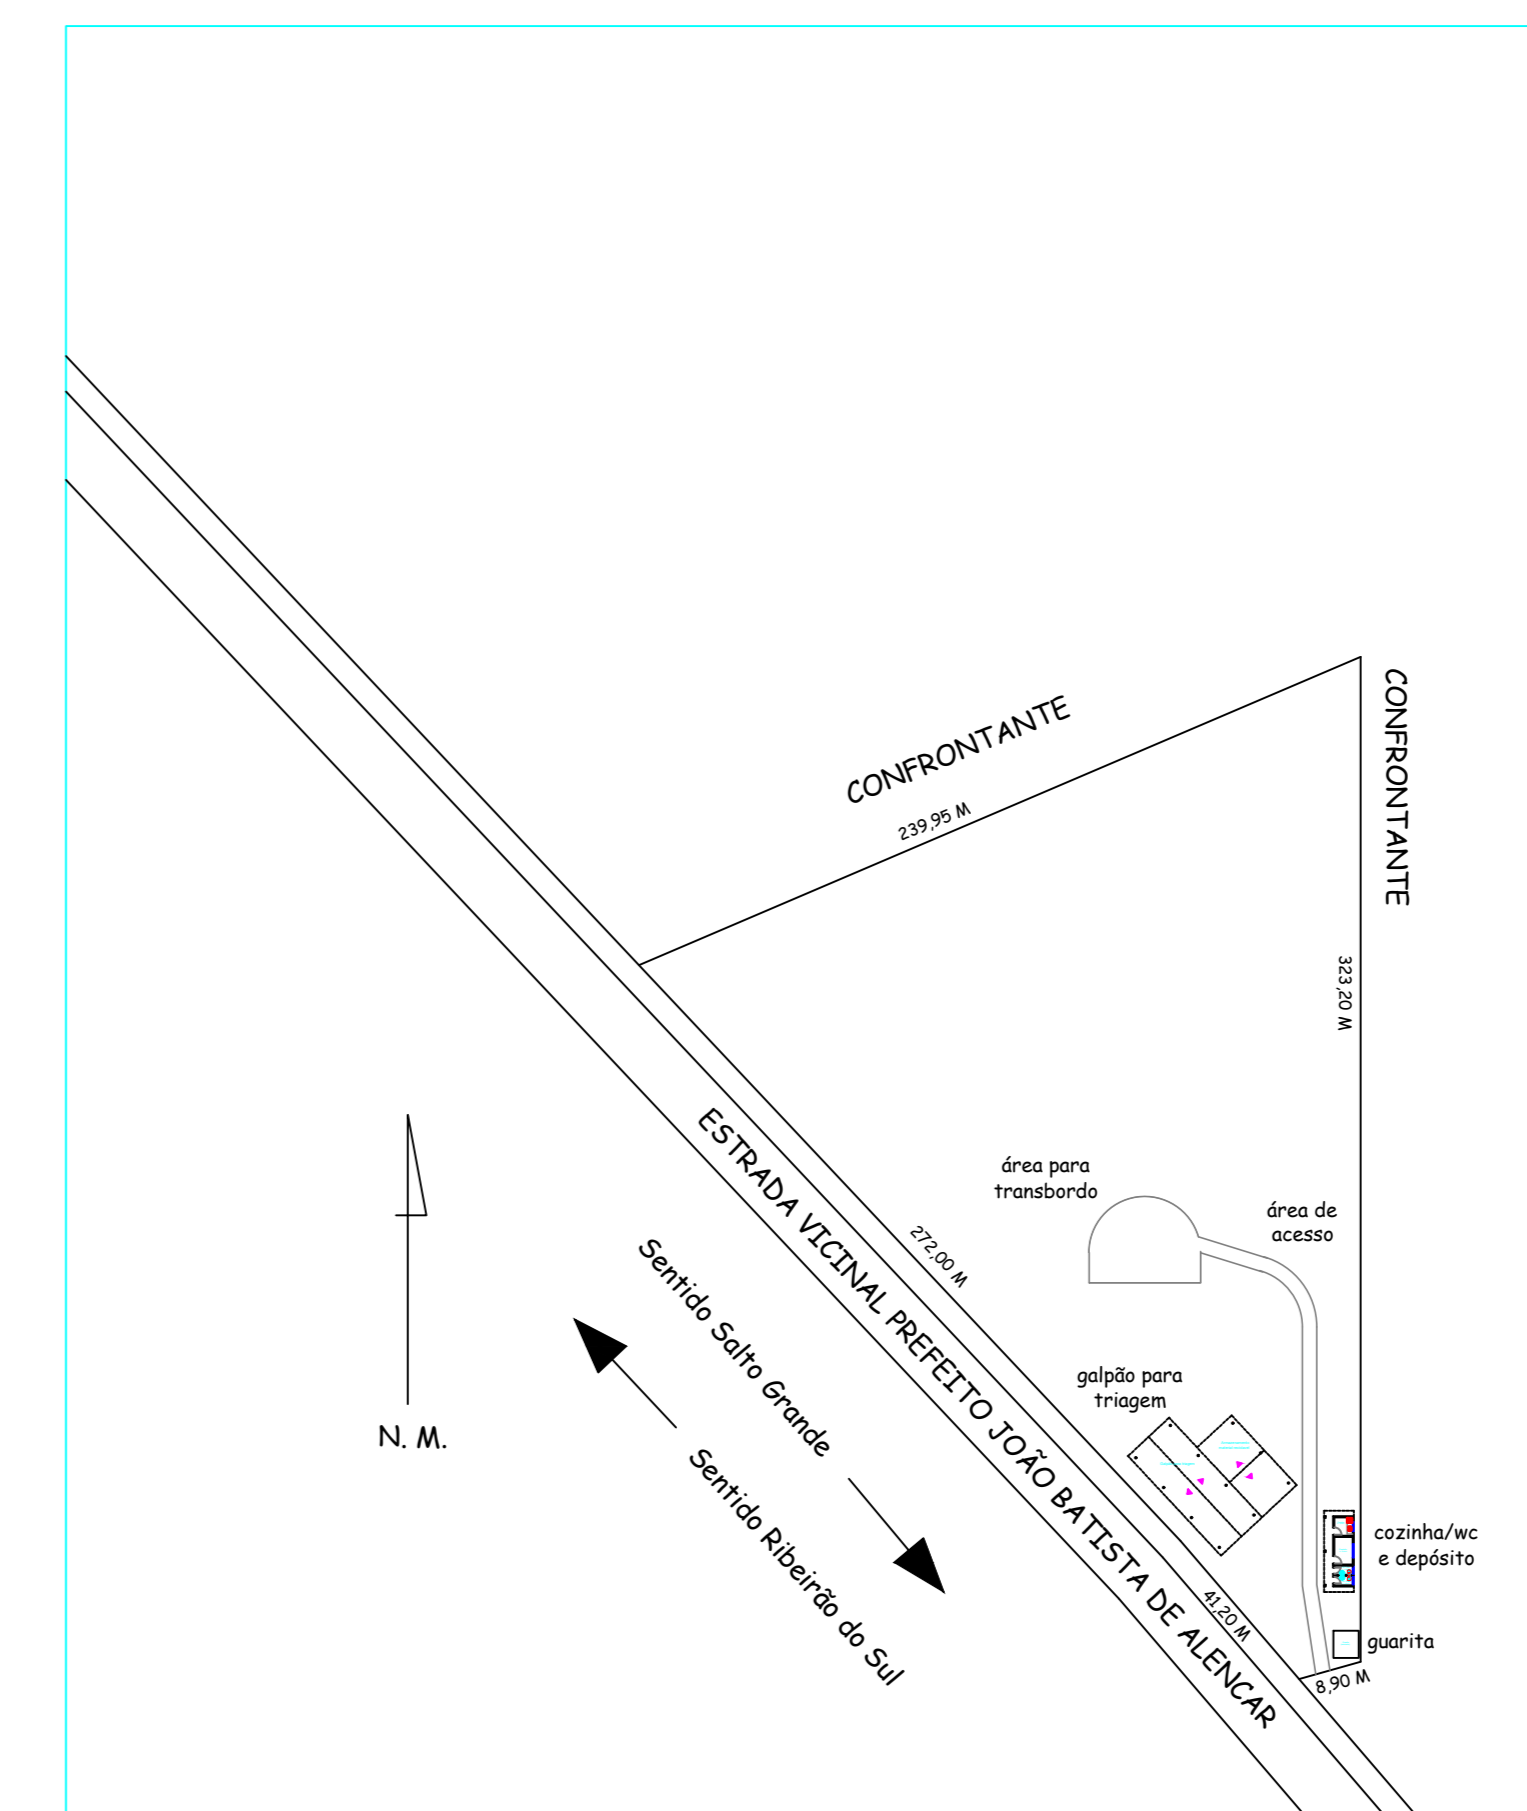 CONFRONTANTE
239,95 M
CONFRONTANTE
323,20 M
área para
transbordo
área de
acesso
272,00 M
ESTRADA VICINAL PREFEITO JOÃO BATISTA DE ALENCAR
Sentido Salto Grande
Sentido Ribeirão do Sul
N. M.
galpão para
triagem
cozinha/wc
e depósito
41,20 M
guarita
8,90 M